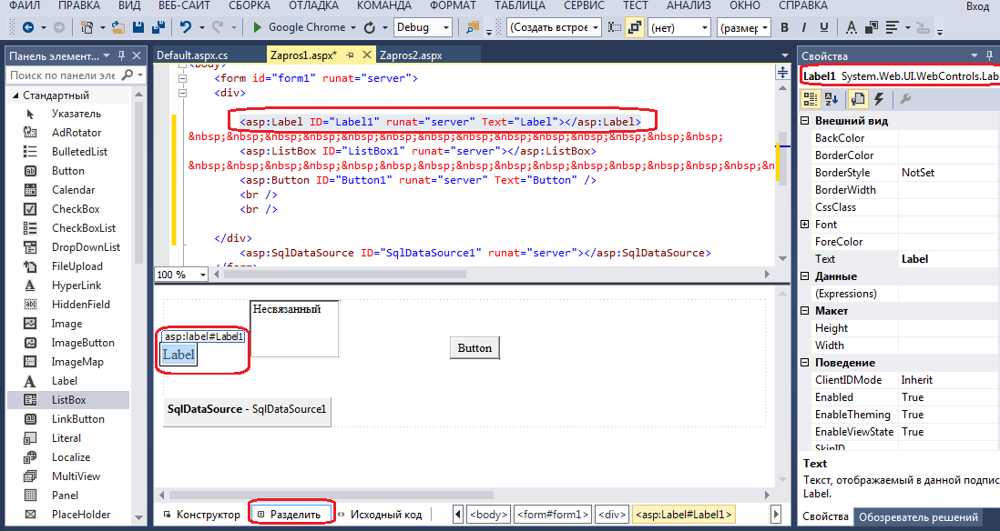 ФАЙЛ ПРАВКА ВИД ВЕБ-САЙТ СБОРКА ОТЛАДКА КОМАНДА ФОРМАТ ТАБЛИЦА СЕРВИС ТЕСТ АНАЛИЗ ОКНО СПРАВКА Вход
Google Chrome Debug (Создать встрое (нет) (размер B I U A
Панель элемент...
Поиск по панели эле
Стандартный
Указатель
AdRotator
BulletedList
Button
Calendar
CheckBox
CheckBoxList
DropDownList
FileUpload
HyperLink
HiddenField
Image
ImageButton
ImageMap
Label
ListBox
LinkButton
Literal
Localize
MultiView
Panel
PlaceHolder
Default.aspx.cs Zapros1.aspx* Zapros2.aspx
<body>
<form id="form1" runat="server">
<div>
<asp:Label ID="Label1" runat="server" Text="Label"></asp:Label>
&nbsp;&nbsp;&nbsp;&nbsp;&nbsp;&nbsp;&nbsp;&nbsp;&nbsp;&nbsp;&nbsp;&nbsp;&nbsp;&nbsp;
<asp:ListBox ID="ListBox1" runat="server"></asp:ListBox>
&nbsp;&nbsp;&nbsp;&nbsp;&nbsp;&nbsp;&nbsp;&nbsp;&nbsp;&nbsp;&nbsp;&nbsp;&nbsp;&nbsp;&nbsp;&n
<asp:Button ID="Button1" runat="server" Text="Button" />
<br />
<br />
</div>
<asp:SqlDataSource ID="SqlDataSource1" runat="server"></asp:SqlDataSource>
</form>
100 %
Несвязанный
asp:label#Label1
Label
Button
SqlDataSource - SqlDataSource1
Конструктор Разделить Исходный код <body> <form#form1> <div> <asp:Label#Label1>
Свойства
Label1 System.Web.UI.WebControls.Lab
Внешний вид
BackColor
BorderColor
BorderStyle NotSet
BorderWidth
CssClass
Font
ForeColor
Text Label
Данные
(Expressions)
Макет
Height
Width
Поведение
ClientIDMode Inherit
Enabled True
EnableTheming True
EnableViewState True
SkinID
Text
Текст, отображаемый в данной подпис
Label.
Свойства Обозреватель решений